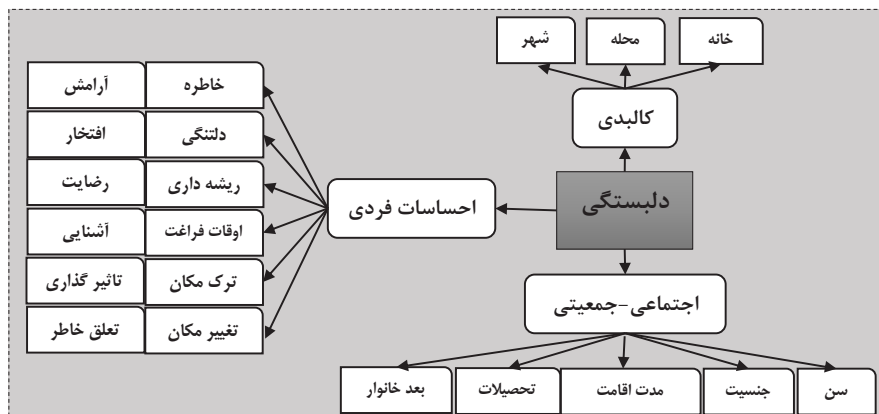 خانه
محله
شهر
کالبدی
دلبستگی
احساسات فردی
خاطره
آرامش
دلتنگی
افتخار
ریشه داری
رضایت
اوقات فراغت
آشنایی
ترک مکان
تاثیر گذاری
تغییر مکان
تعلق خاطر
اجتماعی-جمعیتی
سن
جنسیت
مدت اقامت
تحصیلات
بعد خانوار